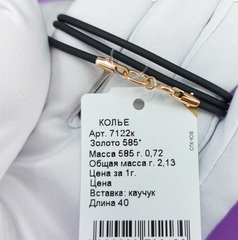 КОЛЬЕ
Арт. 7122к
Золото 585*
Масса 585 г. 0,72
Общая масса г. 2,13
Цена за 1г.
Цена
Вставка: каучук
Длина 40